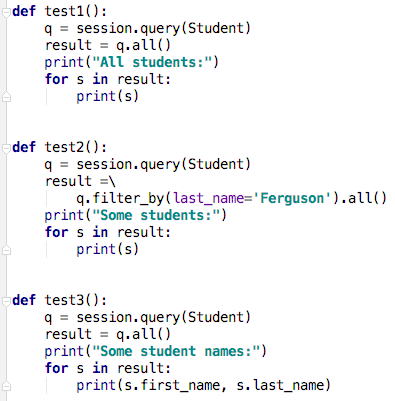 def test1():
    q = session.query(Student)
    result = q.all()
    print("All students:")
    for s in result:
        print(s)
def test2():
    q = session.query(Student)
    result =\
        q.filter_by(last_name='Ferguson').all()
    print("Some students:")
    for s in result:
        print(s)
def test3():
    q = session.query(Student)
    result = q.all()
    print("Some student names:")
    for s in result:
        print(s.first_name, s.last_name)